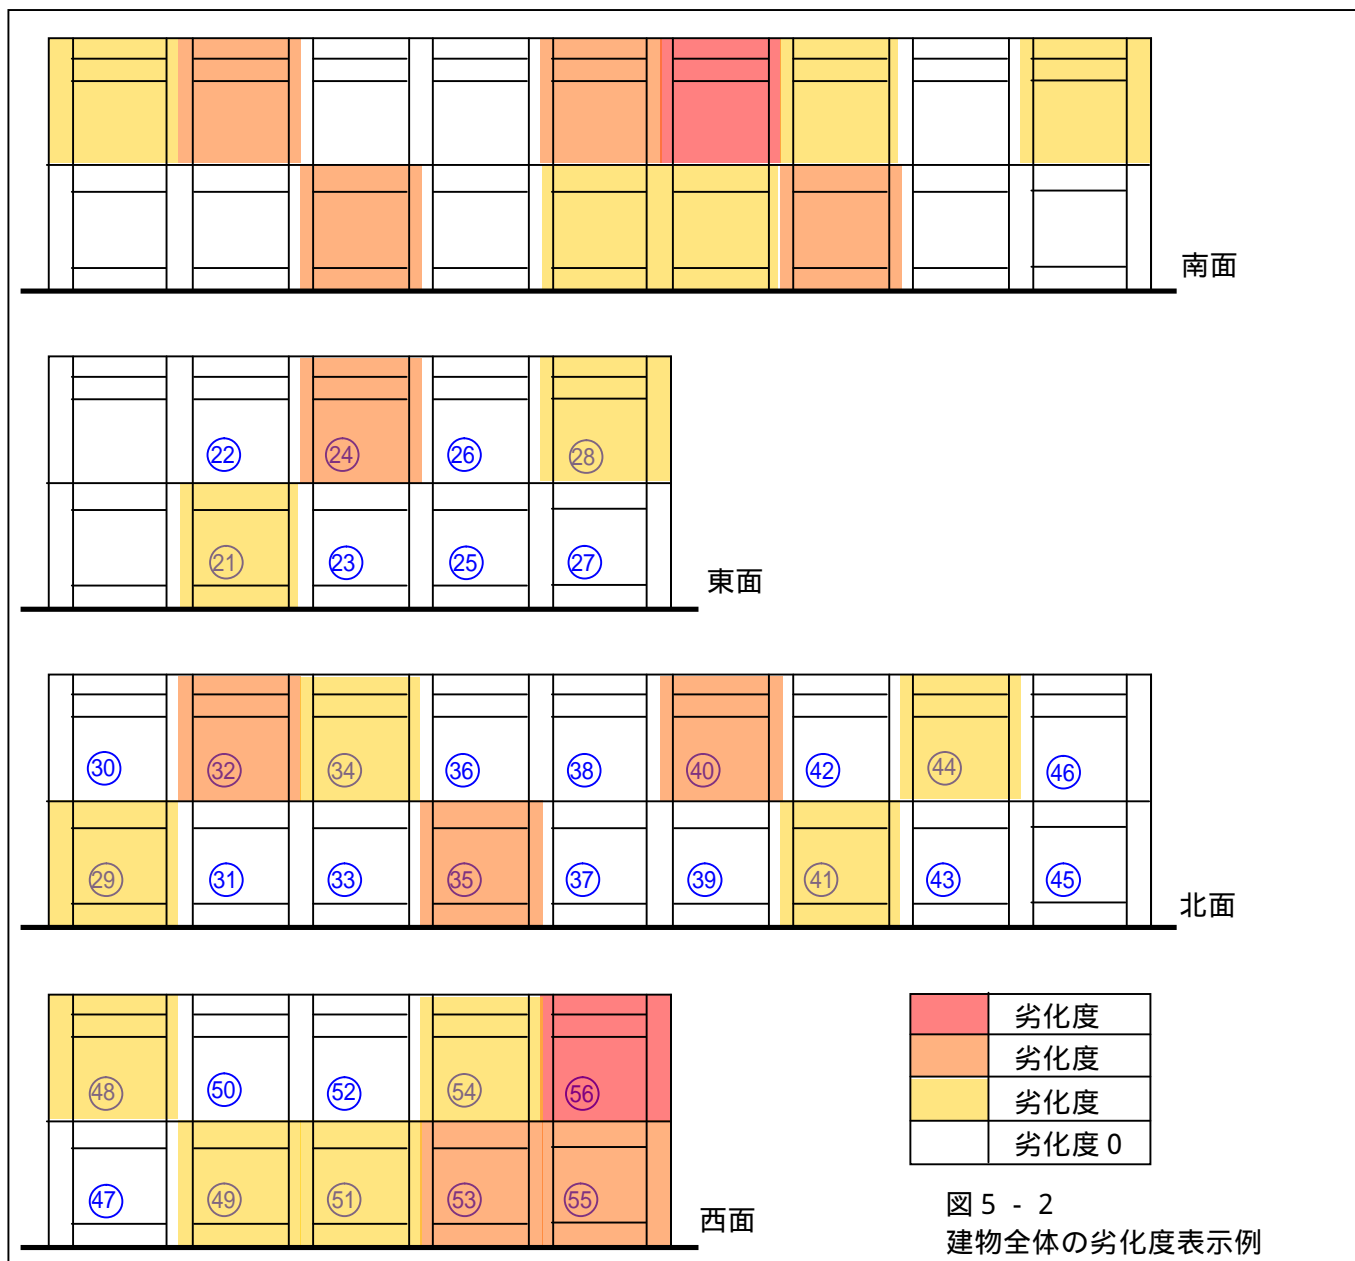 南面
㉒ ㉔ ㉖ ㉘
㉑ ㉓ ㉕ ㉗
東面
㉚ ㉜ ㉞ ㊱ ㊳ ㊵ ㊷ ㊹ ㊻
㉙ ㉛ ㉝ ㉟ ㊲ ㊴ ㊶ ㊸ ㊺
北面
48 50 52 54 56
47 49 51 53 55
西面
劣化度
劣化度
劣化度
劣化度 0
図 5 - 2
建物全体の劣化度表示例